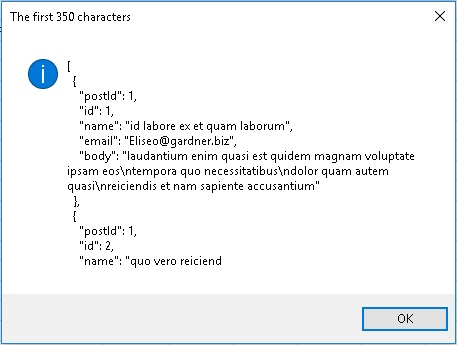 The first 350 characters
[
  {
    "postId": 1,
    "id": 1,
    "name": "id labore ex et quam laborum",
    "email": "Eliseo@gardner.biz",
    "body": "laudantium enim quasi est quidem magnam voluptate
ipsam eos\ntempora quo necessitatibus\ndolor quam autem
quasi\nreiciendis et nam sapiente accusantium"
  },
  {
    "postId": 1,
    "id": 2,
    "name": "quo vero reiciend
OK